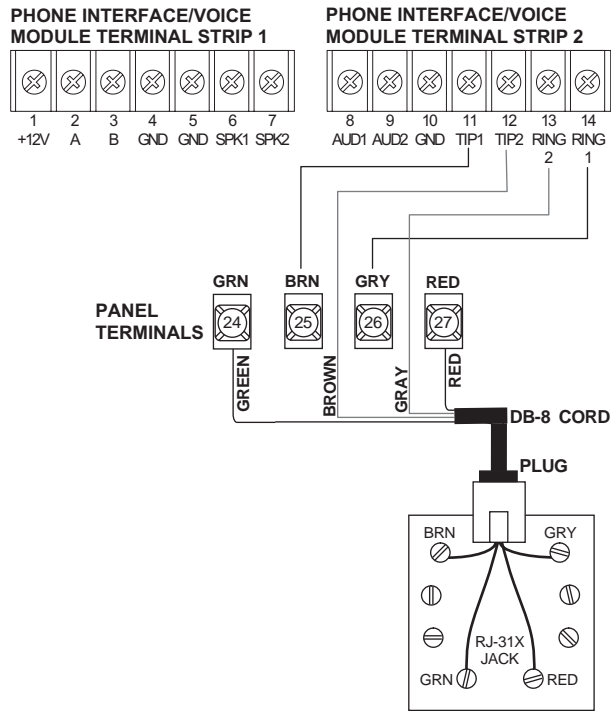 PHONE INTERFACE/VOICE
MODULE TERMINAL STRIP 1
PHONE INTERFACE/VOICE
MODULE TERMINAL STRIP 2
1 2 3 4 5 6 7
+12V A B GND GND SPK1 SPK2
8 9 10 11 12 13 14
AUD1 AUD2 GND TIP1 TIP2 RING RING
2 1
GRN BRN GRY RED
PANEL
TERMINALS
24 25 26 27
GREEN
BROWN
GRAY
RED
DB-8 CORD
PLUG
BRN GRY
RJ-31X
JACK
GRN RED